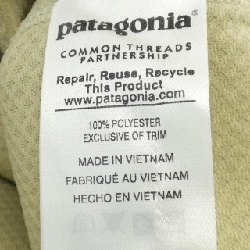 patagonia
COMMON THREADS
PARTNERSHIP
Repair, Reuse, Recycle
This Product
www.patagonia.com
100% POLYESTER
EXCLUSIVE OF TRIM
MADE IN VIETNAM
FABRIQUÉ AU VIETNAM
HECHO EN VIETNAM